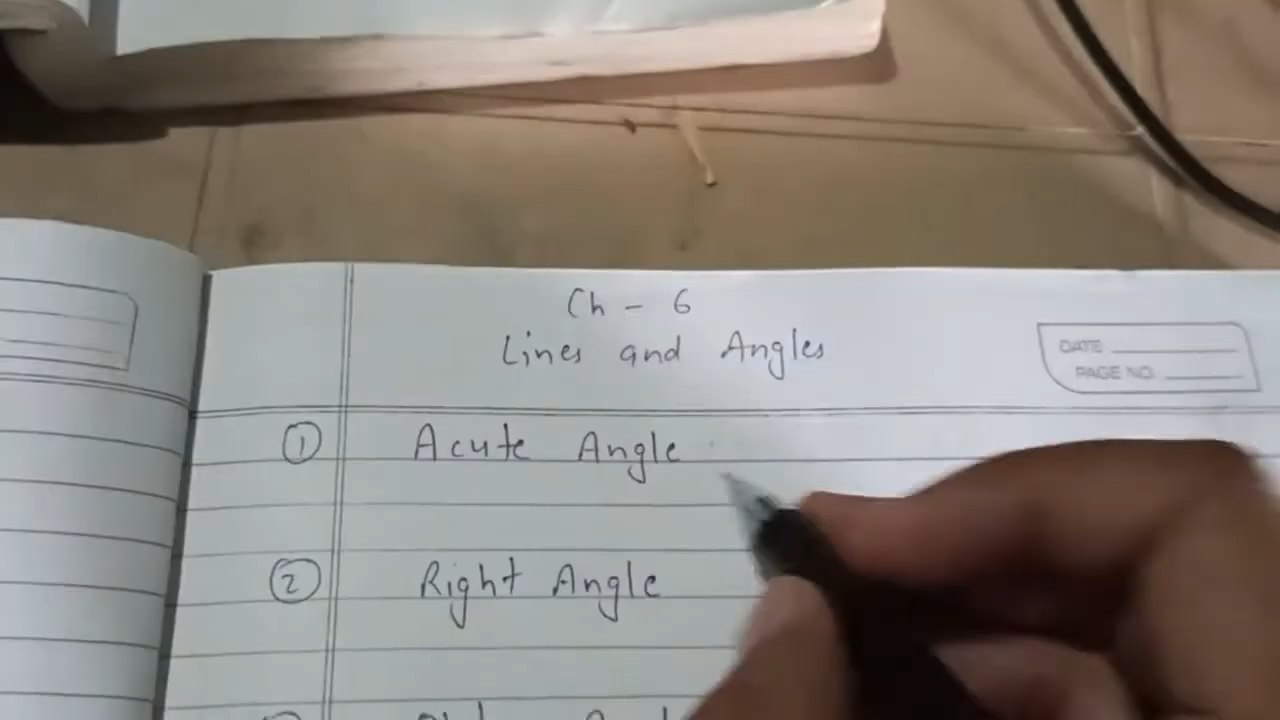 Ch - 6
Lines and Angles
DATE
PAGE NO.
① Acute Angle
② Right Angle